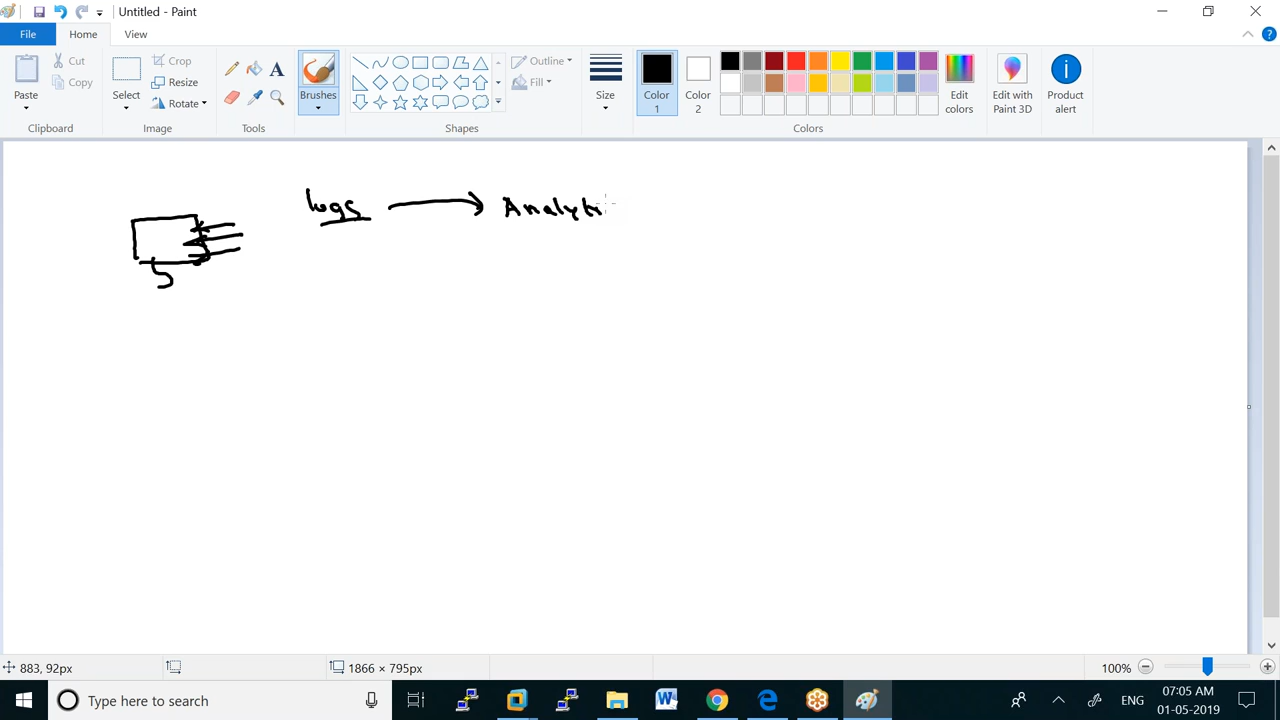 Untitled - Paint
File Home View
Cut
Copy
Paste
Clipboard
Select
Crop
Resize
Rotate
Image
Tools
Brushes
Shapes
Outline
Fill
Size
Color 1
Color 2
Colors
Edit colors
Edit with Paint 3D
Product alert
logs Analyti
S
883, 92px
1866 × 795px
100%
Type here to search
ENG
07:05 AM
01-05-2019